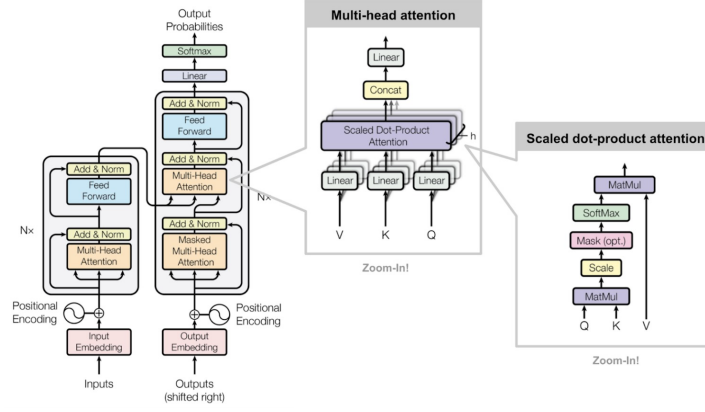 Output
Probabilities
Softmax
Linear
Add & Norm
Feed
Forward
Add & Norm
Multi-Head
Attention
Nx
Add & Norm
Masked
Multi-Head
Attention
Add & Norm
Feed
Forward
Nx
Add & Norm
Multi-Head
Attention
Positional
Encoding
Positional
Encoding
Input
Embedding
Output
Embedding
Inputs
Outputs
(shifted right)
Multi-head attention
Linear
Concat
Scaled Dot-Product
Attention
h
Linear
Linear
Linear
V
K
Q
Zoom-In!
Scaled dot-product attention
MatMul
SoftMax
Mask (opt.)
Scale
MatMul
Q
K
V
Zoom-In!